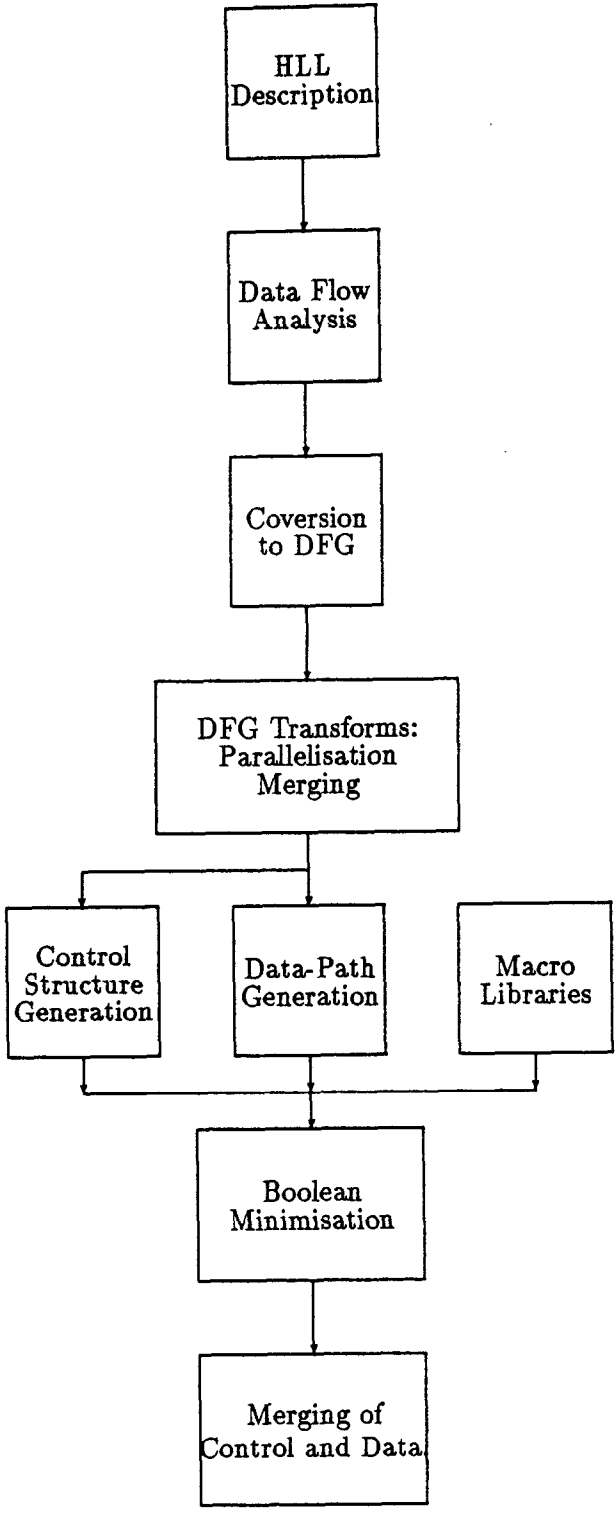 HLL
Description
Data Flow
Analysis
Coversion
to DFG
DFG Transforms:
Parallelisation
Merging
Control
Structure
Generation
Data-Path
Generation
Macro
Libraries
Boolean
Minimisation
Merging of
Control and Data